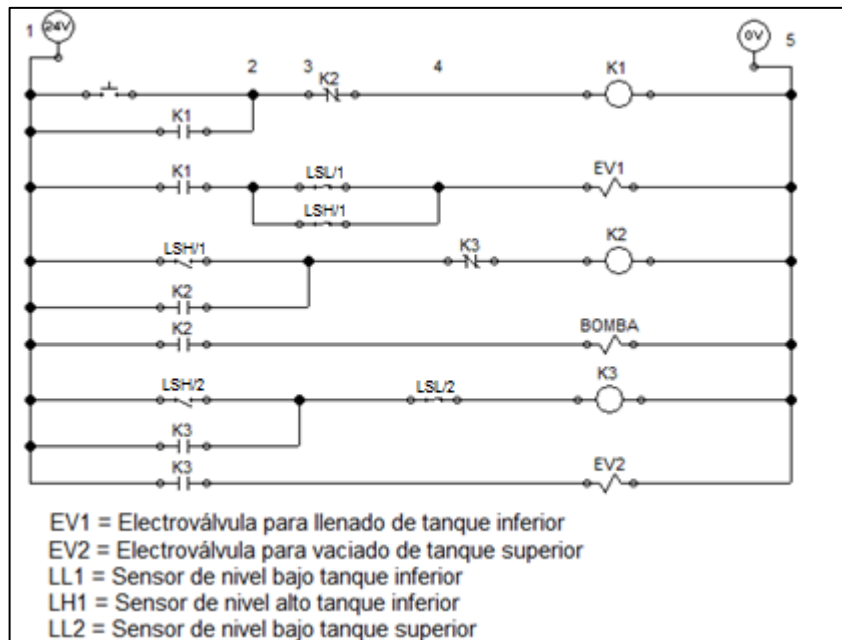 1 24V 0V 5
2 3 K2 4 K1
K1
K1 LSL/1 EV1
LSH/1
LSH/1 K3 K2
K2
K2 BOMBA
LSH/2 LSL/2 K3
K3
K3 EV2
EV1 = Electroválvula para llenado de tanque inferior
EV2 = Electroválvula para vaciado de tanque superior
LL1 = Sensor de nivel bajo tanque inferior
LH1 = Sensor de nivel alto tanque inferior
LL2 = Sensor de nivel bajo tanque superior